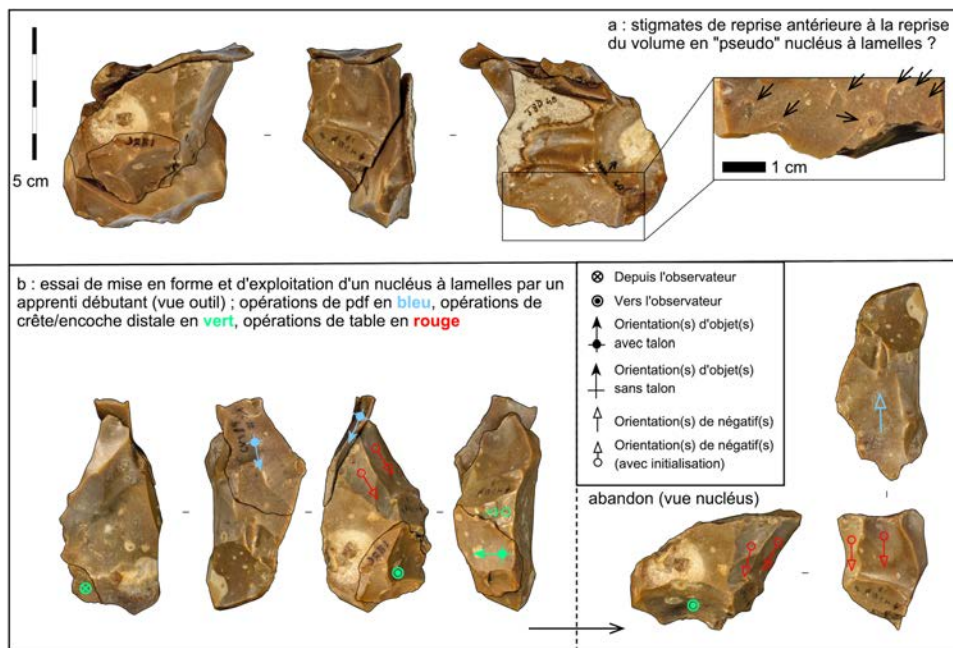 a : stigmates de reprise antérieure à la reprise
du volume en "pseudo" nucléus à lamelles ?
5 cm
1 cm
b : essai de mise en forme et d'exploitation d'un nucléus à lamelles par un
apprenti débutant (vue outil) ; opérations de pdf en bleu, opérations de
crête/encoche distale en vert, opérations de table en rouge
Depuis l'observateur
Vers l'observateur
Orientation(s) d'objet(s)
avec talon
Orientation(s) d'objet(s)
sans talon
Orientation(s) de négatif(s)
Orientation(s) de négatif(s)
(avec initialisation)
abandon (vue nucléus)